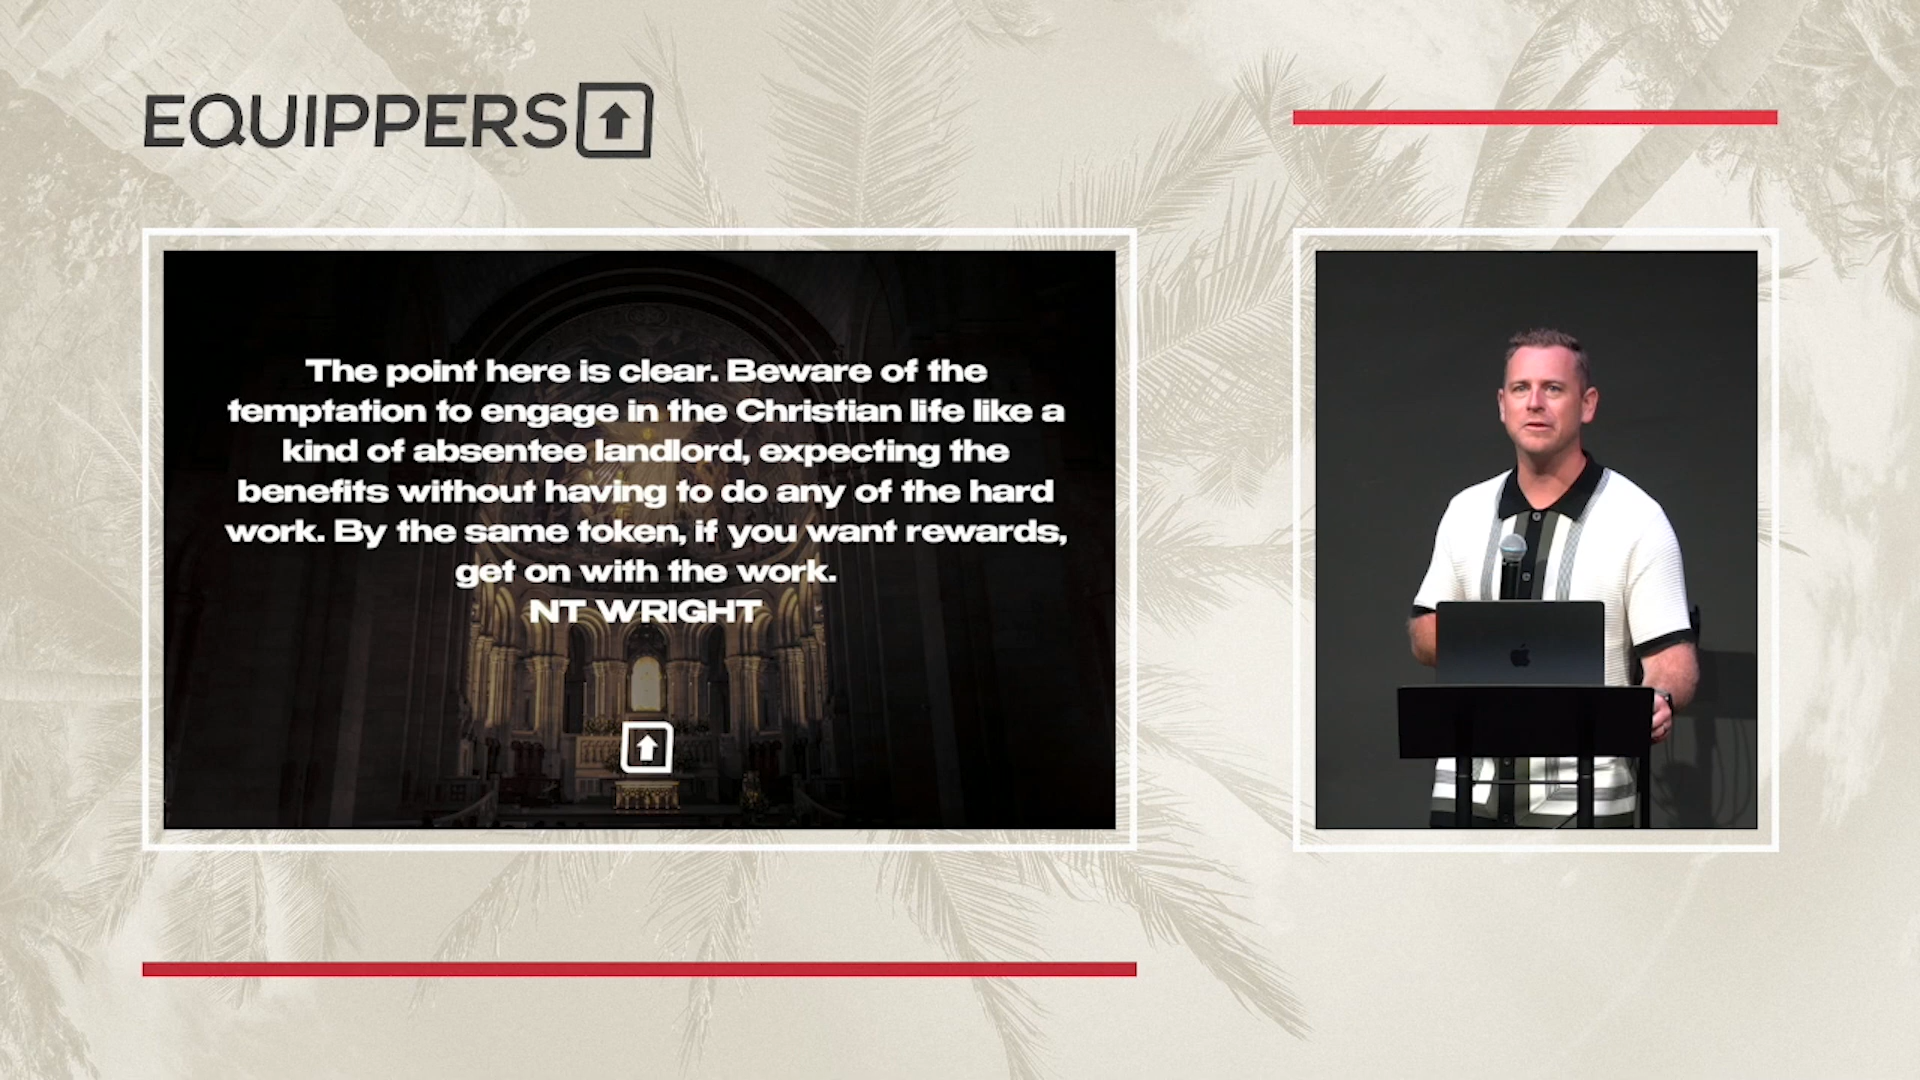 EQUIPPERS
The point here is clear. Beware of the
temptation to engage in the Christian life like a
kind of absentee landlord, expecting the
benefits without having to do any of the hard
work. By the same token, if you want rewards,
get on with the work.
NT WRIGHT